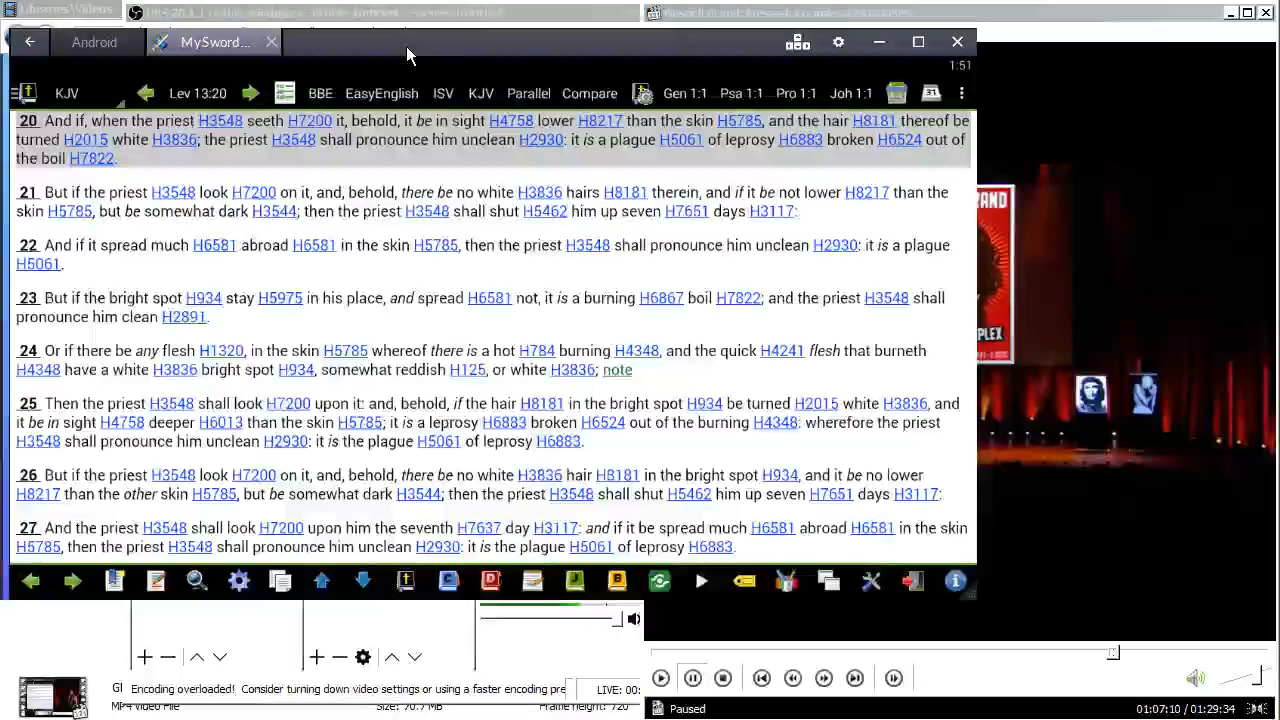 Libraries\Videos
Android
MySword...
1:51
KJV
Lev 13:20
BBE
EasyEnglish
ISV
KJV
Parallel
Compare
Gen 1:1
Psa 1:1
Pro 1:1
Joh 1:1
31
20 And if, when the priest H3548 seeth H7200 it, behold, it be in sight H4758 lower H8217 than the skin H5785, and the hair H8181 thereof be
turned H2015 white H3836; the priest H3548 shall pronounce him unclean H2930: it is a plague H5061 of leprosy H6883 broken H6524 out of
the boil H7822.
21 But if the priest H3548 look H7200 on it, and, behold, there be no white H3836 hairs H8181 therein, and if it be not lower H8217 than the
skin H5785, but be somewhat dark H3544; then the priest H3548 shall shut H5462 him up seven H7651 days H3117:
22 And if it spread much H6581 abroad H6581 in the skin H5785, then the priest H3548 shall pronounce him unclean H2930: it is a plague
H5061.
23 But if the bright spot H934 stay H5975 in his place, and spread H6581 not, it is a burning H6867 boil H7822; and the priest H3548 shall
pronounce him clean H2891.
24 Or if there be any flesh H1320, in the skin H5785 whereof there is a hot H784 burning H4348, and the quick H4241 flesh that burneth
H4348 have a white H3836 bright spot H934, somewhat reddish H125, or white H3836; note
25 Then the priest H3548 shall look H7200 upon it: and, behold, if the hair H8181 in the bright spot H934 be turned H2015 white H3836, and
it be in sight H4758 deeper H6013 than the skin H5785; it is a leprosy H6883 broken H6524 out of the burning H4348: wherefore the priest
H3548 shall pronounce him unclean H2930: it is the plague H5061 of leprosy H6883.
26 But if the priest H3548 look H7200 on it, and, behold, there be no white H3836 hair H8181 in the bright spot H934, and it be no lower
H8217 than the other skin H5785, but be somewhat dark H3544; then the priest H3548 shall shut H5462 him up seven H7651 days H3117:
27 And the priest H3548 shall look H7200 upon him the seventh H7637 day H3117: and if it be spread much H6581 abroad H6581 in the skin
H5785, then the priest H3548 shall pronounce him unclean H2930: it is the plague H5061 of leprosy H6883.
Encoding overloaded! Consider turning down video settings or using a faster encoding pre
LIVE: 00:
MP4 Video File
Size: 70.7 MB
Frame height: 720
Paused
01:07:10 / 01:29:34